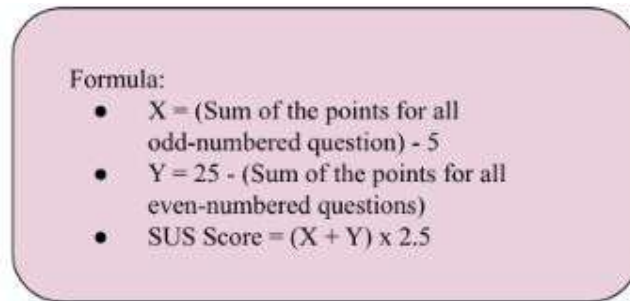 Formula:
● X = (Sum of the points for all
odd-numbered question) - 5
● Y = 25 - (Sum of the points for all
even-numbered questions)
● SUS Score = (X + Y) x 2.5